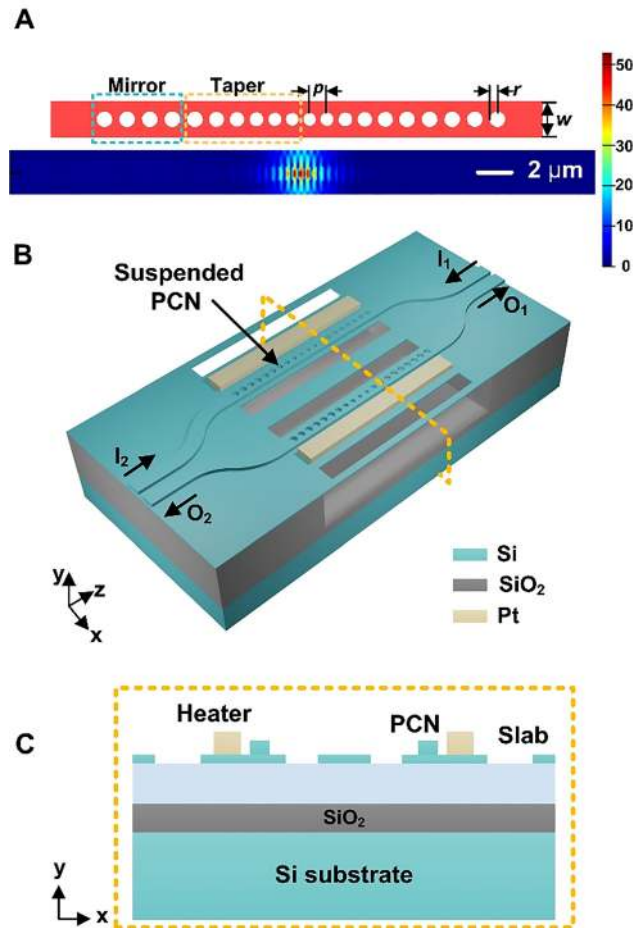 A
Mirror
Taper
p
r
w
50
40
30
20
10
0
2 μm
B
Suspended
PCN
I₁
O₁
I₂
O₂
y
z
x
Si
SiO₂
Pt
C
Heater
PCN
Slab
SiO₂
Si substrate
y
x